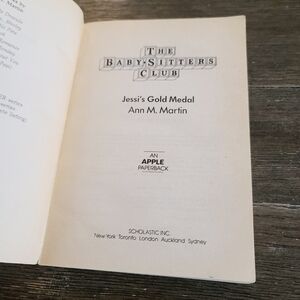 THE
BABY-SITTERS
CLUB
Jessi's Gold Medal
Ann M. Martin
AN
APPLE
PAPERBACK
SCHOLASTIC INC.
New York Toronto London Auckland Sydney